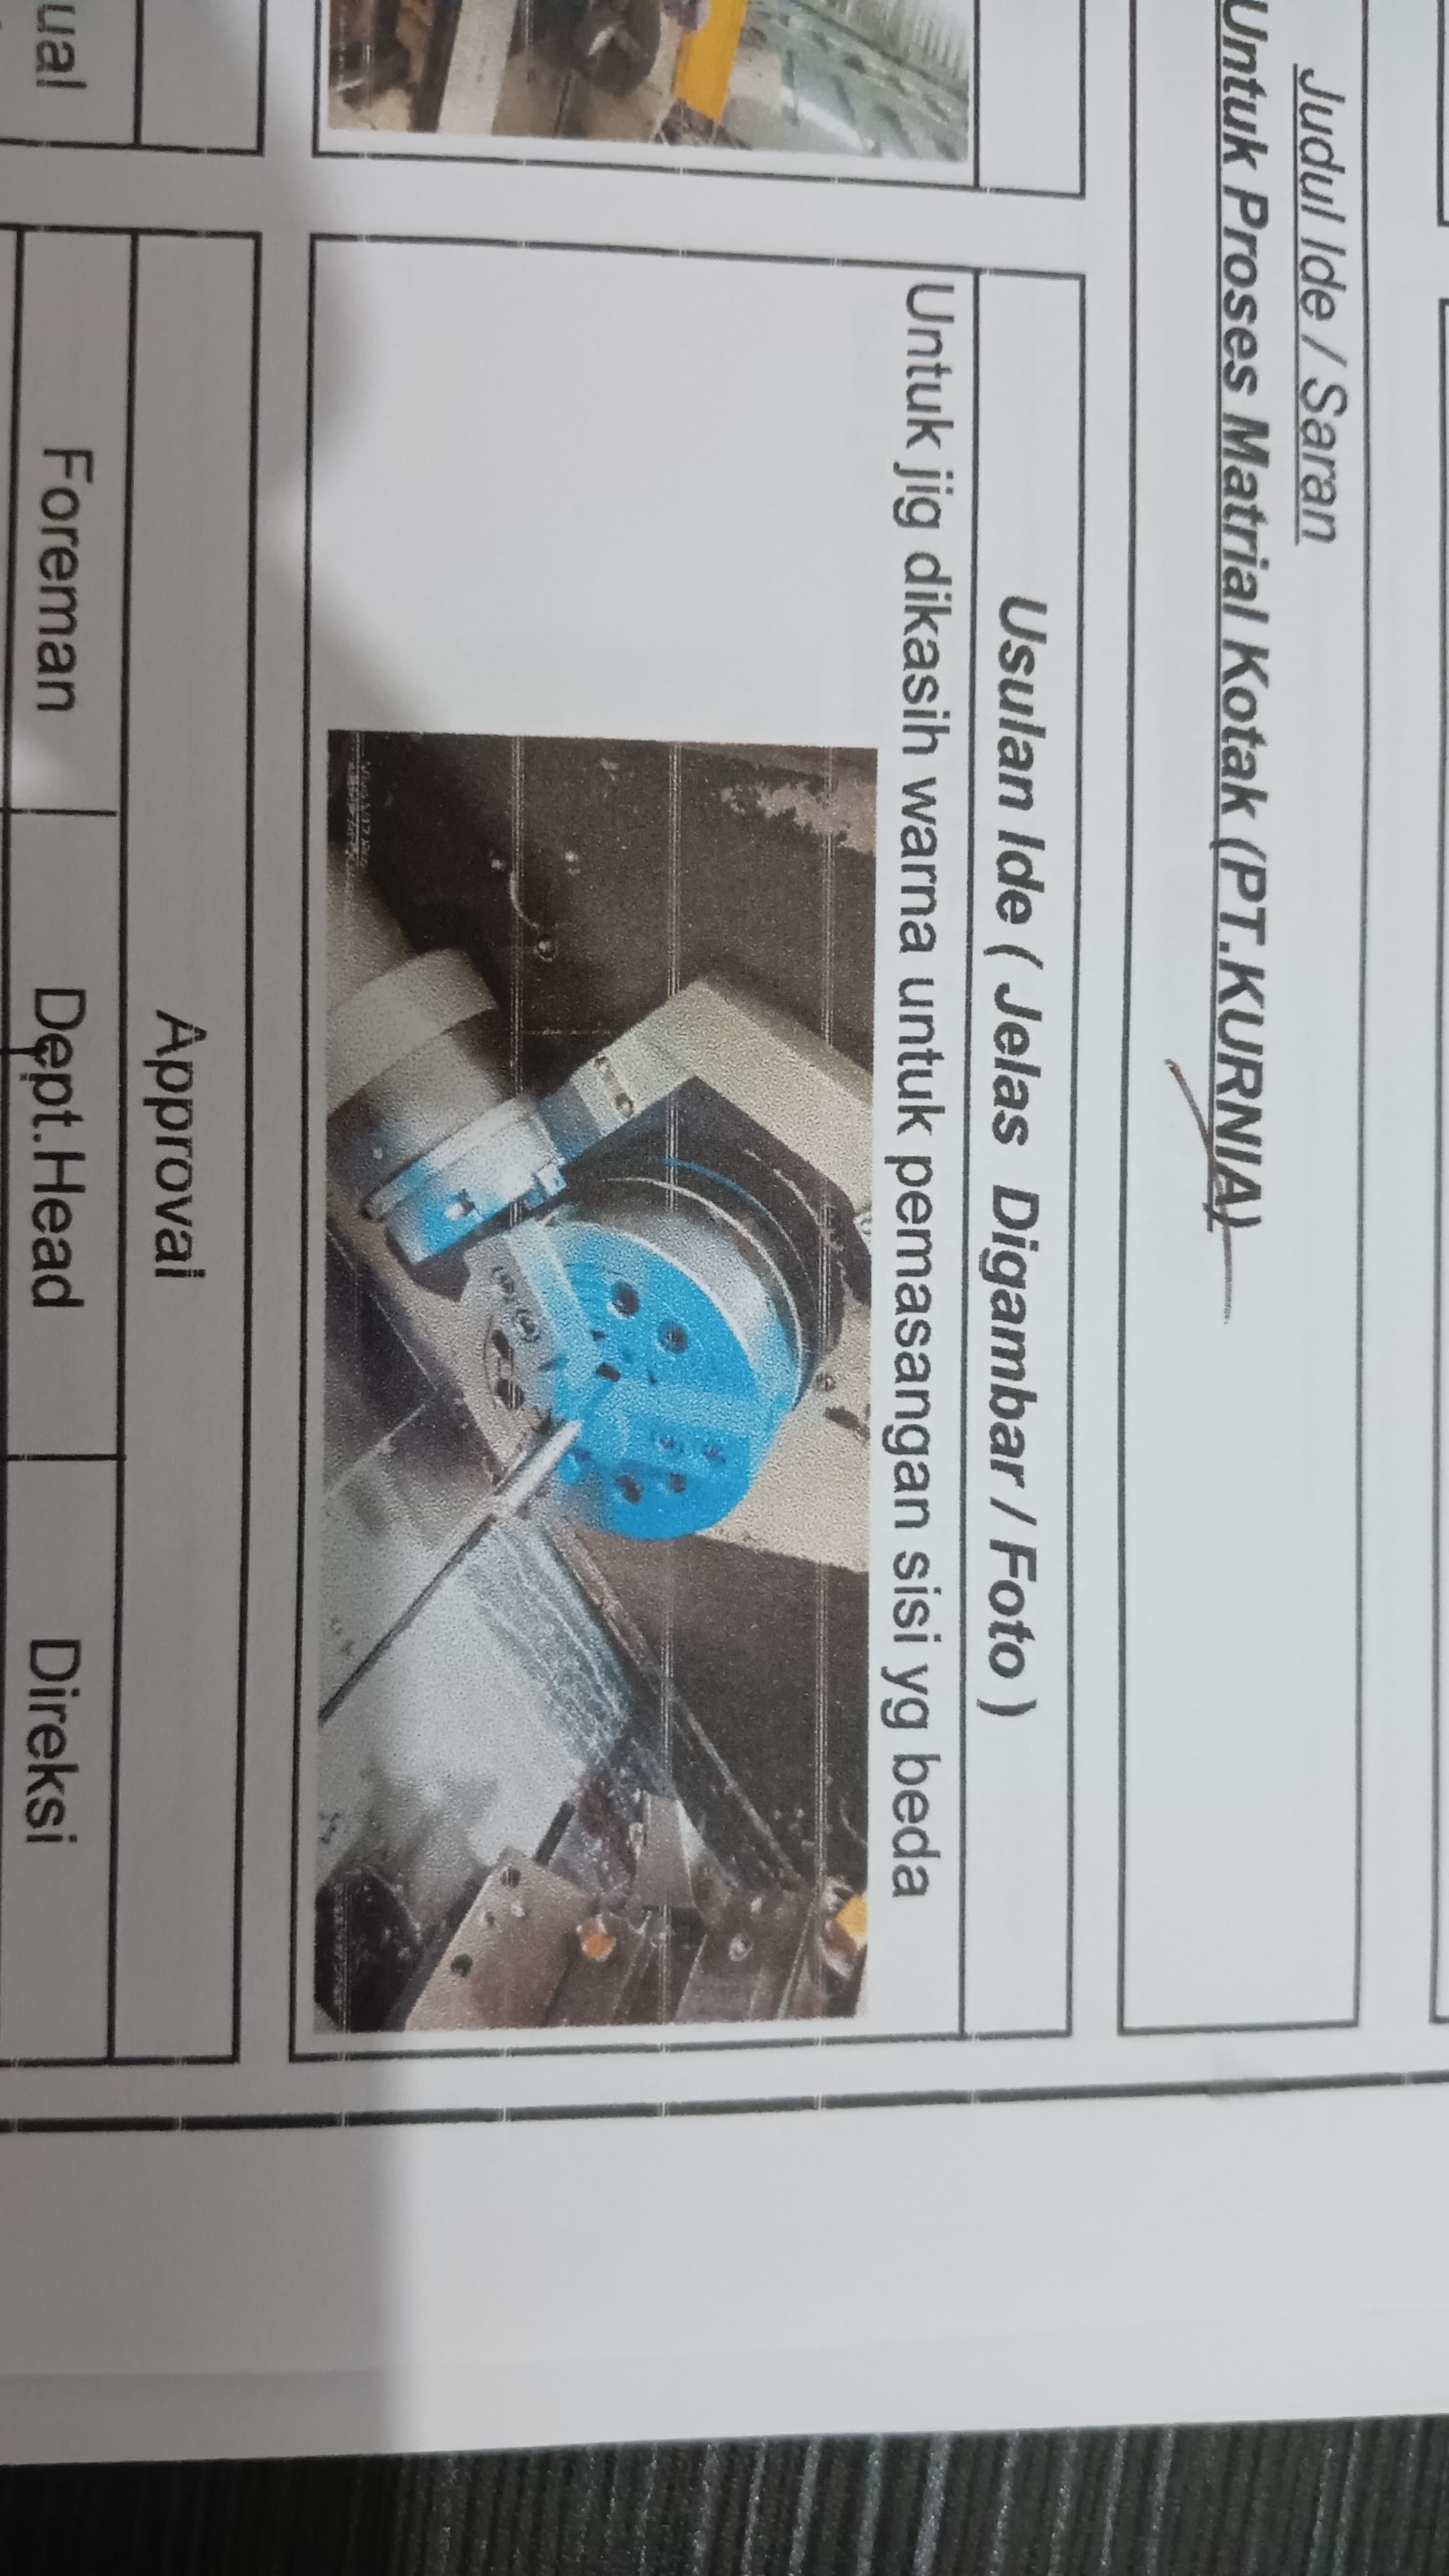 Judul Ide / Saran
Untuk Proses Matrial Kotak (PT.KURNIA)
Usulan Ide ( Jelas Digambar / Foto )
Untuk jig dikasih warna untuk pemasangan sisi yg beda
Approval
ual
Foreman
Dept.Head
Direksi